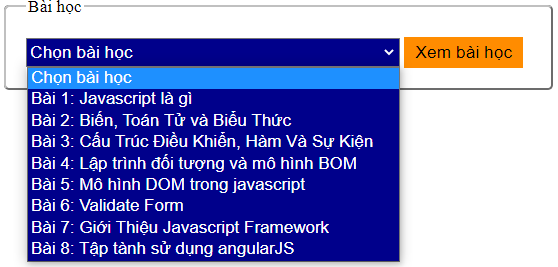 Bài học
Chọn bài học
Xem bài học
Chọn bài học
Bài 1: Javascript là gì
Bài 2: Biến, Toán Tử và Biểu Thức
Bài 3: Cấu Trúc Điều Khiển, Hàm Và Sự Kiện
Bài 4: Lập trình đối tượng và mô hình BOM
Bài 5: Mô hình DOM trong javascript
Bài 6: Validate Form
Bài 7: Giới Thiệu Javascript Framework
Bài 8: Tập tành sử dụng angularJS